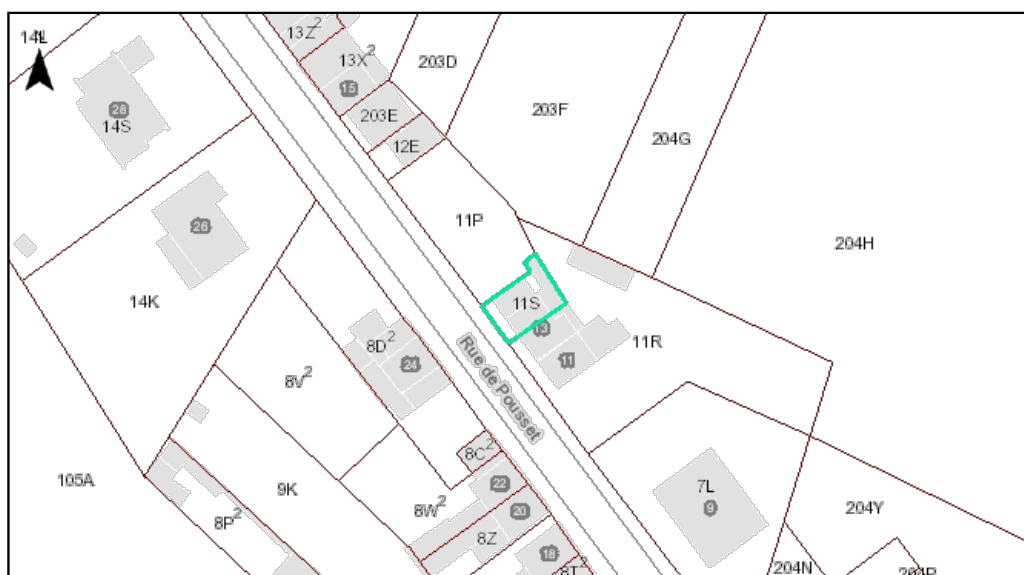 14L
13Z²
13X²
203D
15
203F
28
203E
14S
12E
204G
11P
26
204H
14K
11S
13
11R
8D²
24
11
Rue de Pousset
8V²
8C²
105A
9K
22
7L
8W²
20
9
204Y
8P²
8Z
18
8T²
204N